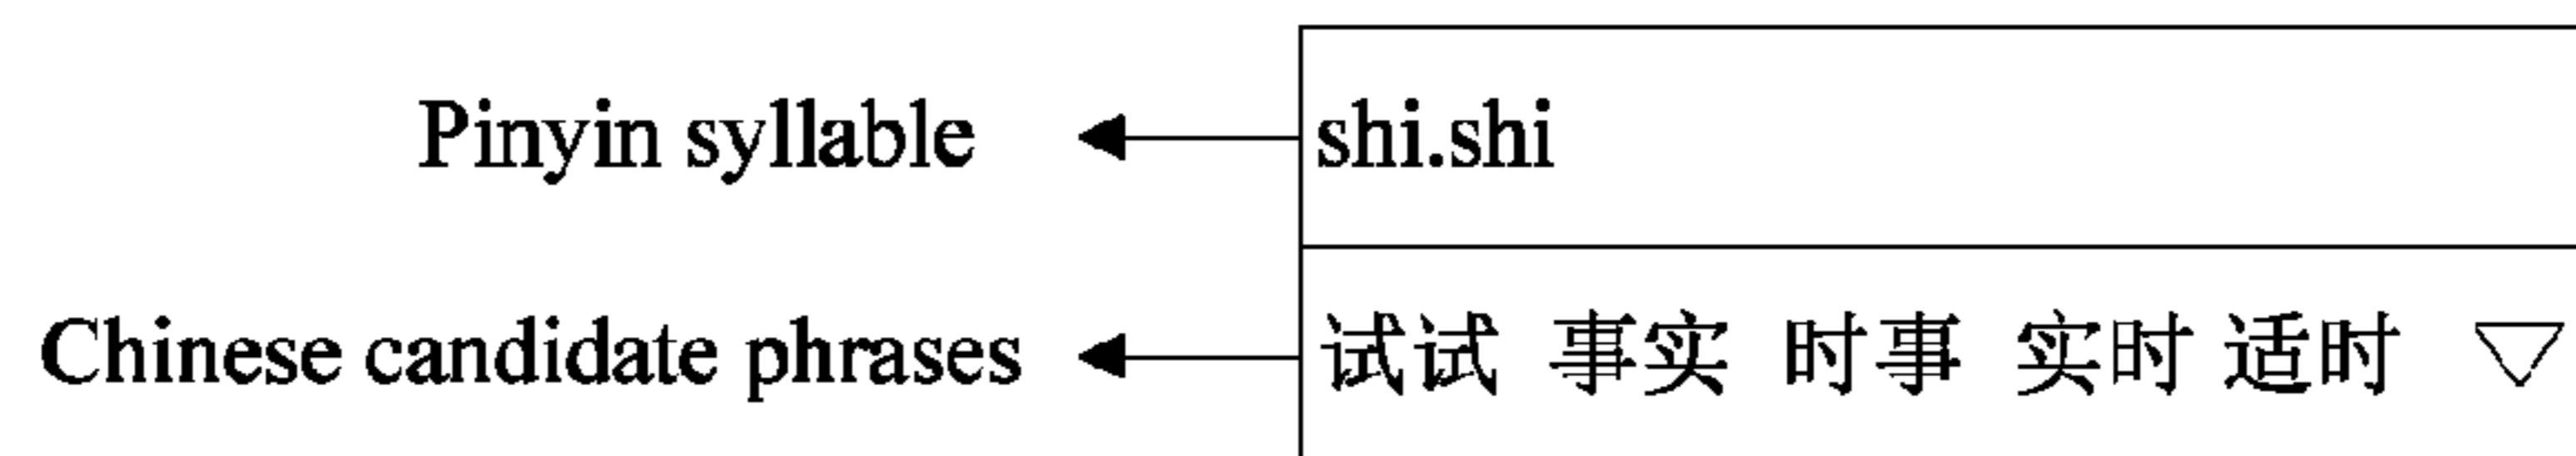 Pinyin syllable shi.shi
Chinese candidate phrases 试试 事实 时事 实时 适时